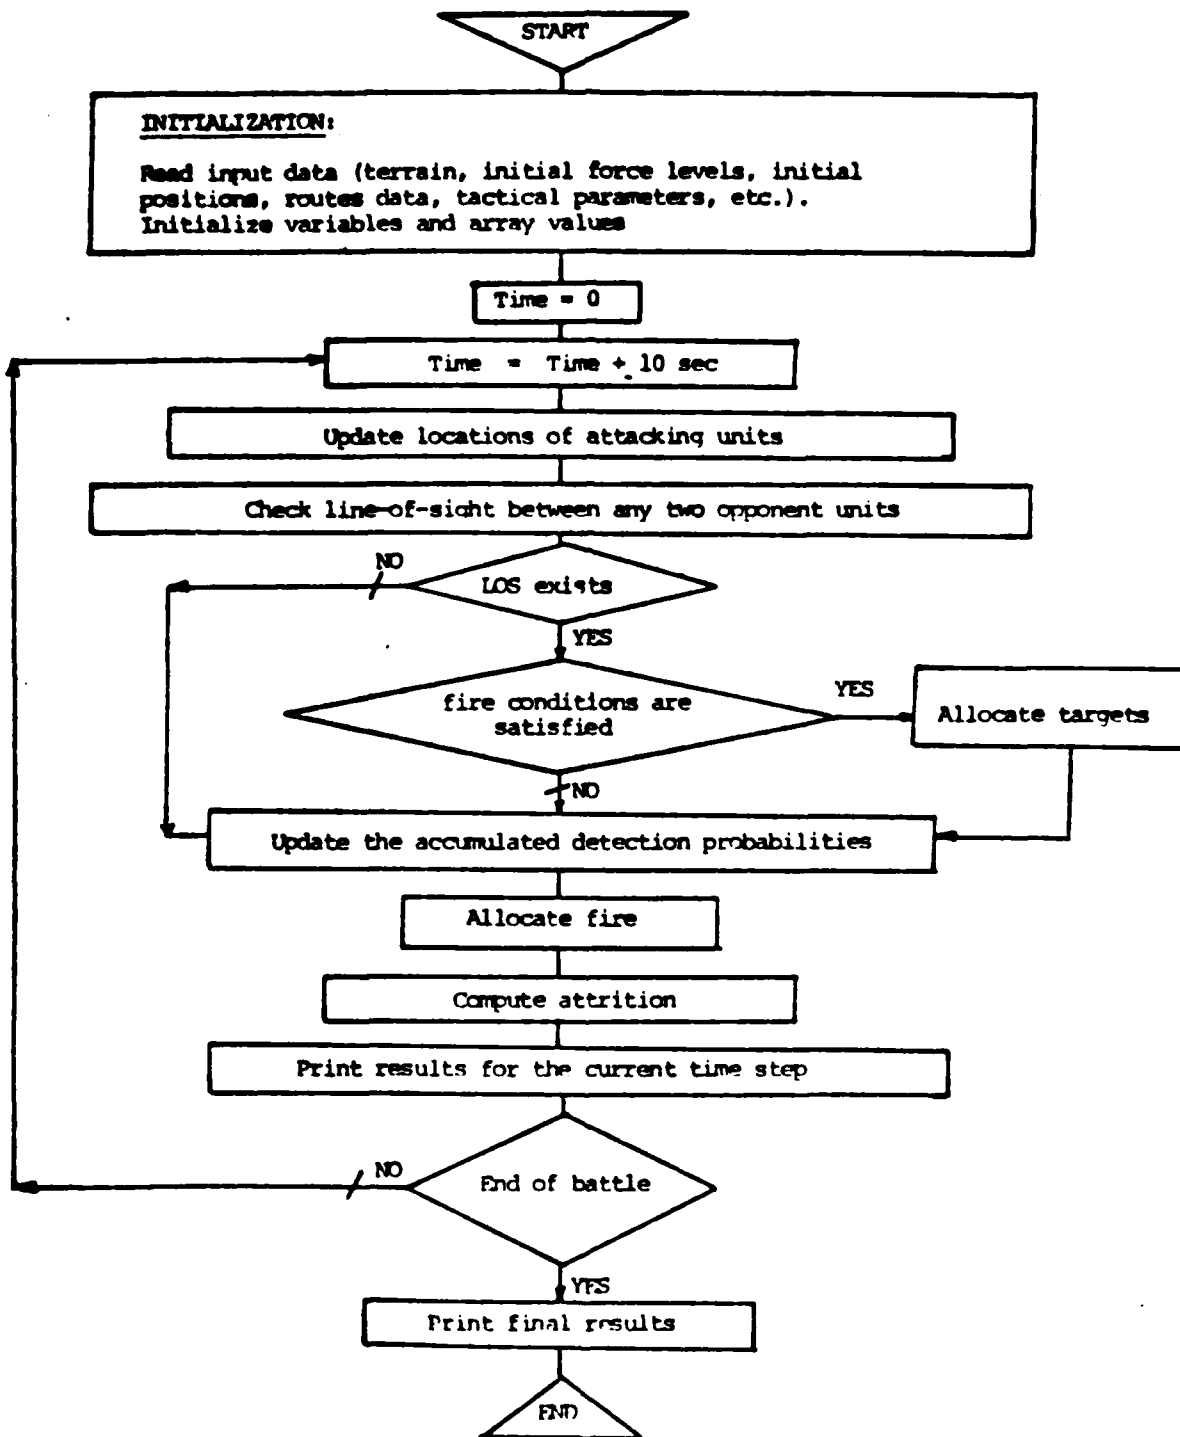 START
INITIALIZATION:
Read input data (terrain, initial force levels, initial
positions, routes data, tactical parameters, etc.).
Initialize variables and array values
Time = 0
Time = Time + 10 sec
Update locations of attacking units
Check line-of-sight between any two opponent units
NO
LOS exists
YES
fire conditions are
satisfied
YES
Allocate targets
NO
Update the accumulated detection probabilities
Allocate fire
Compute attrition
Print results for the current time step
NO
End of battle
YES
Print final results
END